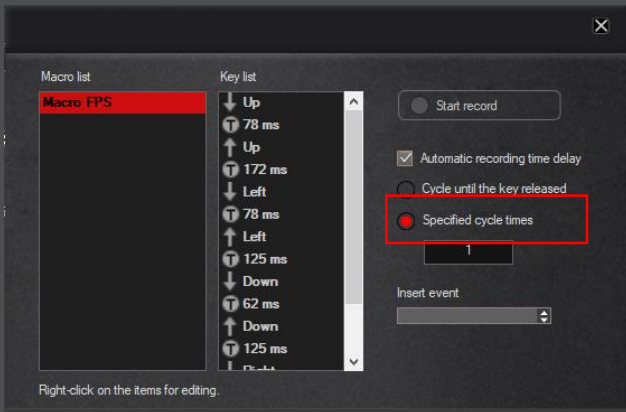 Macro list
Macro FPS
Key list
Up
78 ms
Up
172 ms
Left
78 ms
Left
125 ms
Down
62 ms
Down
125 ms
Start record
Automatic recording time delay
Cycle until the key released
Specified cycle times
1
Insert event
Right-click on the items for editing.